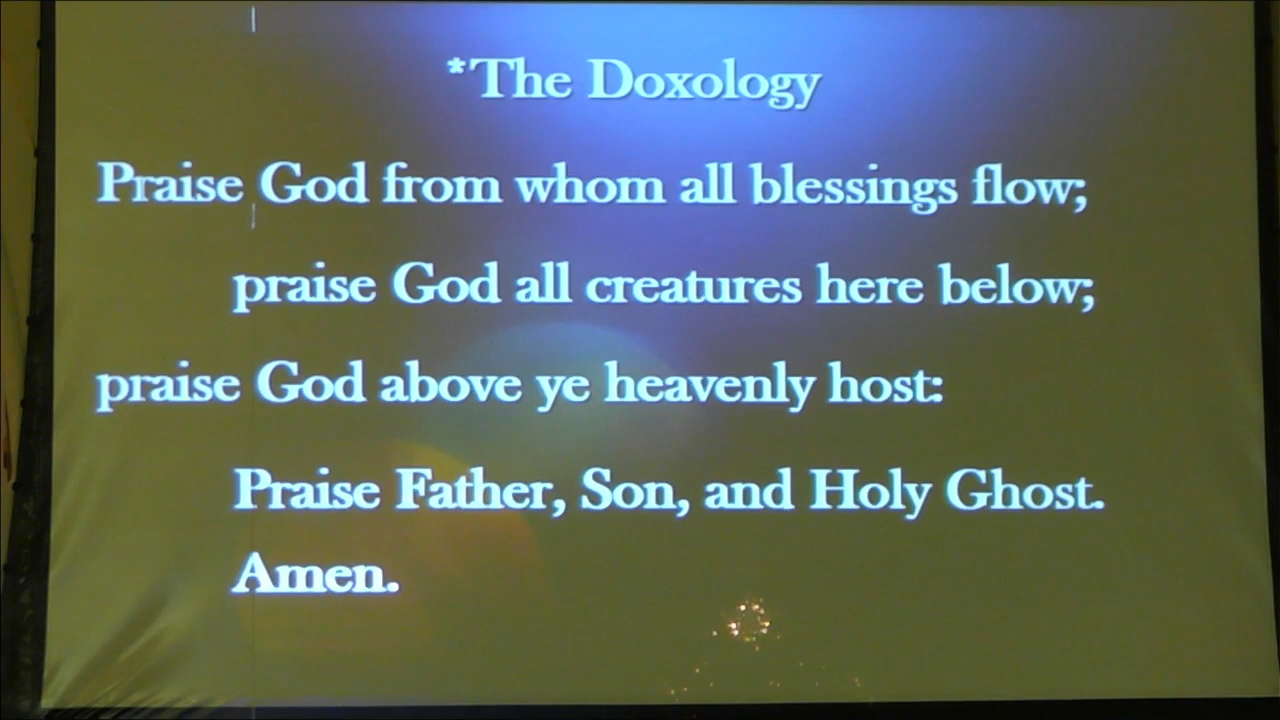 *The Doxology
Praise God from whom all blessings flow;
praise God all creatures here below;
praise God above ye heavenly host:
Praise Father, Son, and Holy Ghost.
Amen.